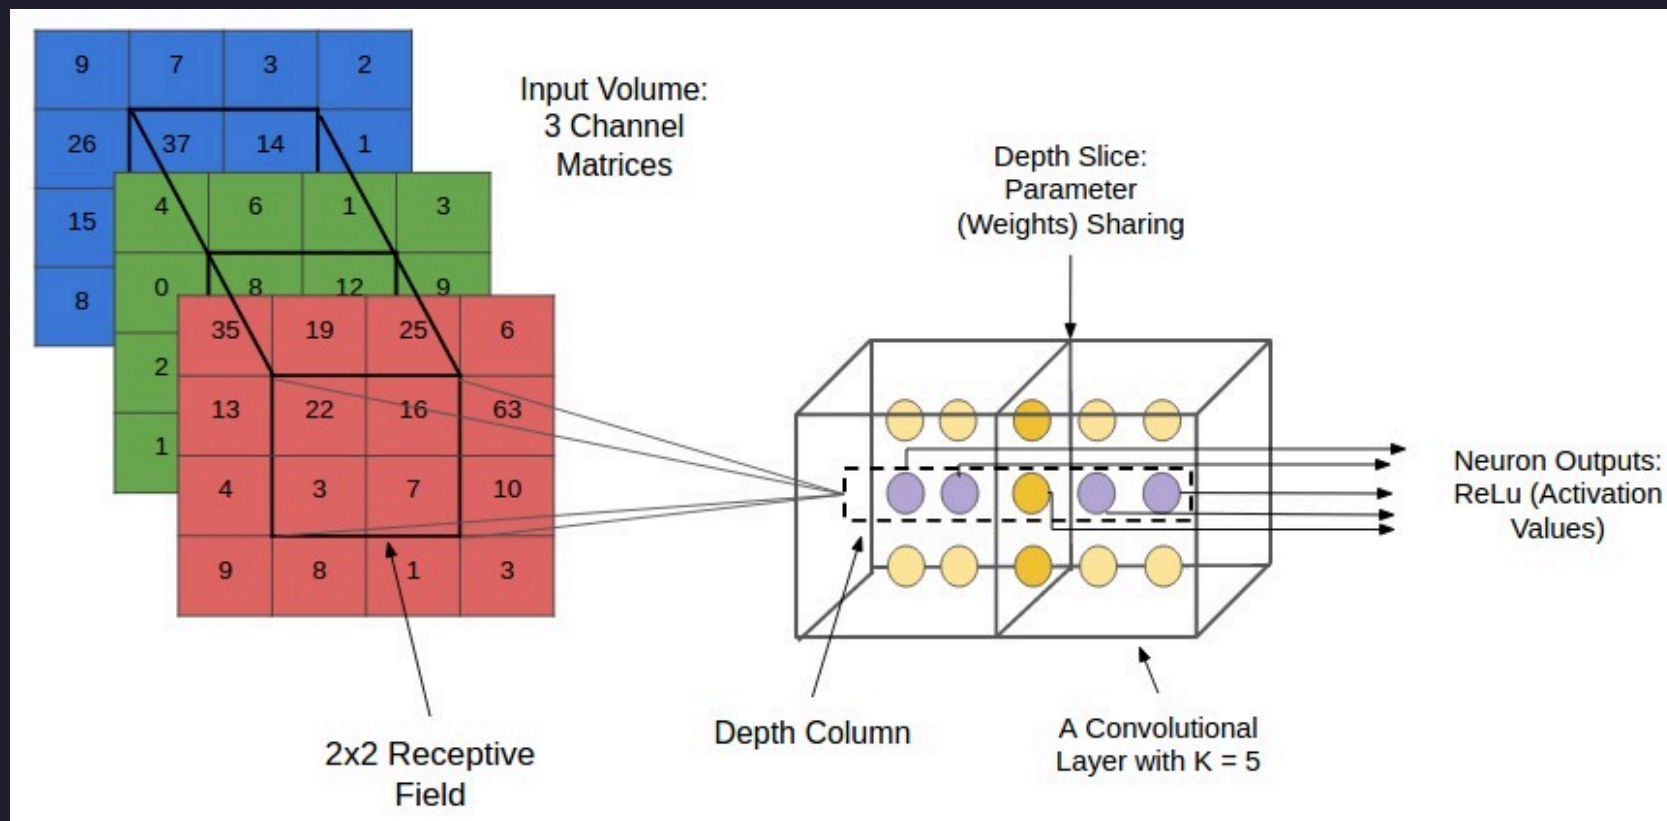 9 7 3 2
26 37 14 1
15
8
4 6 1 3
0 8 12 9
2
1
35 19 25 6
13 22 16 63
4 3 7 10
9 8 1 3
Input Volume:
3 Channel
Matrices
2x2 Receptive
Field
Depth Slice:
Parameter
(Weights) Sharing
Depth Column
A Convolutional
Layer with K = 5
Neuron Outputs:
ReLu (Activation
Values)